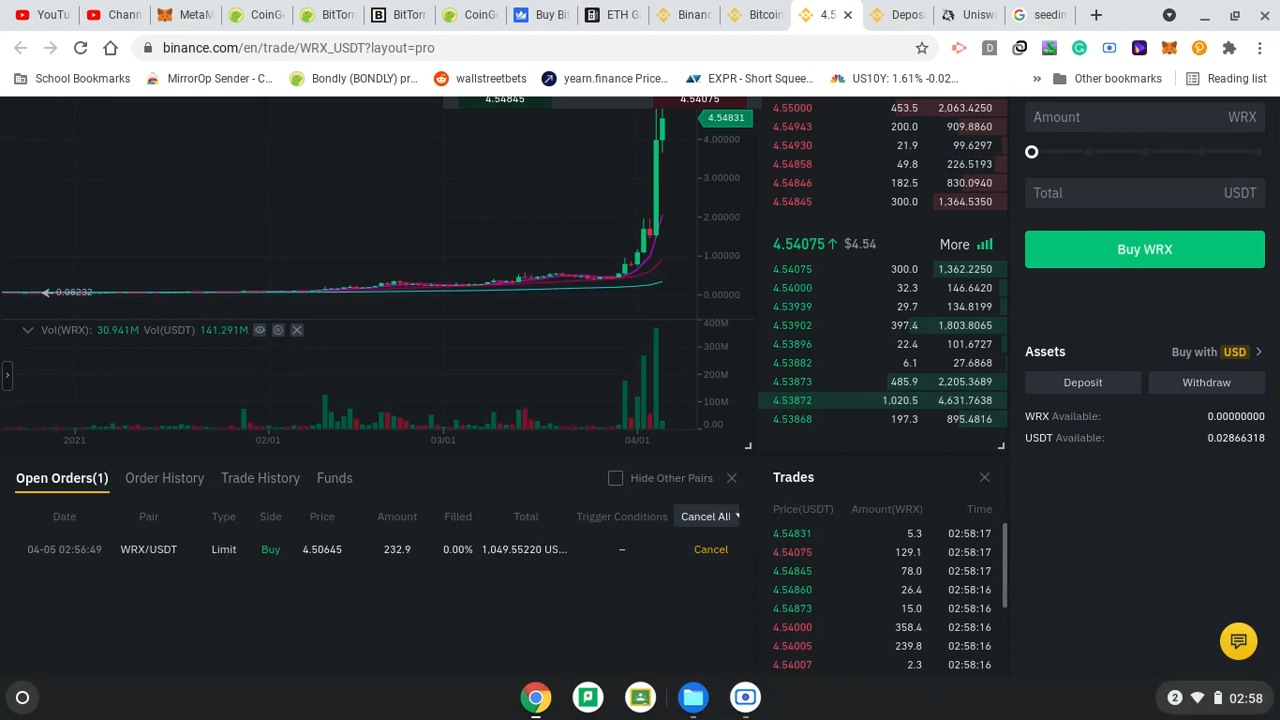 YouTu Chann MetaM CoinGe BitTorr BitTorr CoinGe Buy Bit ETH Ga Binanc Bitcoin 4.5 Deposi Uniswa seedin
binance.com/en/trade/WRX_USDT?layout=pro
School Bookmarks MirrorOp Sender - C... Bondly (BONDLY) pr... wallstreetbets yearn.finance Price... EXPR - Short Squee... US10Y: 1.61% -0.02... » Other bookmarks Reading list
4.54845 4.54075
4.54831
4.00000
3.00000
2.00000
1.00000
0.00000
0.06232
Vol(WRX): 30.941M Vol(USDT) 141.291M
400M
300M
200M
100M
0.00
2021 02/01 03/01 04/01
4.55000 453.5 2,063.4250
4.54943 200.0 909.8860
4.54930 21.9 99.6297
4.54858 49.8 226.5193
4.54846 182.5 830.0940
4.54845 300.0 1,364.5350
4.54075↑ $4.54 More
4.54075 300.0 1,362.2250
4.54000 32.3 146.6420
4.53939 29.7 134.8199
4.53902 397.4 1,803.8065
4.53896 22.4 101.6727
4.53882 6.1 27.6868
4.53873 485.9 2,205.3689
4.53872 1,020.5 4,631.7638
4.53868 197.3 895.4816
Amount WRX
Total USDT
Buy WRX
Assets Buy with USD
Deposit Withdraw
WRX Available: 0.00000000
USDT Available: 0.02866318
Open Orders(1) Order History Trade History Funds Hide Other Pairs
Date Pair Type Side Price Amount Filled Total Trigger Conditions Cancel All
04-05 02:56:49 WRX/USDT Limit Buy 4.50645 232.9 0.00% 1,049.55220 US... – Cancel
Trades
Price(USDT) Amount(WRX) Time
4.54831 5.3 02:58:17
4.54075 129.1 02:58:17
4.54845 78.0 02:58:17
4.54860 26.4 02:58:16
4.54873 15.0 02:58:16
4.54000 358.4 02:58:16
4.54005 239.8 02:58:16
4.54007 2.3 02:58:16
2 02:58